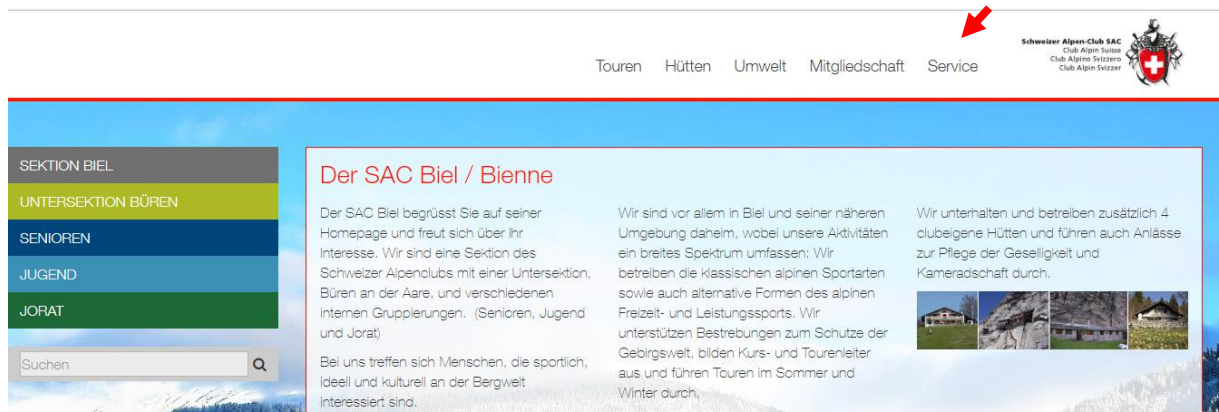 Touren Hütten Umwelt Mitgliedschaft Service
Schweizer Alpen-Club SAC
Club Alpin Suisse
Club Alpino Svizzero
Club Alpin Svizzer
SEKTION BIEL
UNTERSEKTION BÜREN
SENIOREN
JUGEND
JORAT
Suchen
Der SAC Biel / Bienne
Der SAC Biel begrüsst Sie auf seiner
Homepage und freut sich über Ihr
Interesse. Wir sind eine Sektion des
Schweizer Alpenclubs mit einer Untersektion,
Büren an der Aare, und verschiedenen
internen Gruppierungen. (Senioren, Jugend
und Jorat)
Bei uns treffen sich Menschen, die sportlich,
ideell und kulturell an der Bergwelt
interessiert sind.
Wir sind vor allem in Biel und seiner näheren
Umgebung daheim, wobei unsere Aktivitäten
ein breites Spektrum umfassen: Wir
betreiben die klassischen alpinen Sportarten
sowie auch alternative Formen des alpinen
Freizeit- und Leistungssports. Wir
unterstützen Bestrebungen zum Schutze der
Gebirgswelt, bilden Kurs- und Tourenleiter
aus und führen Touren im Sommer und
Winter durch.
Wir unterhalten und betreiben zusätzlich 4
clubeigene Hütten und führen auch Anlässe
zur Pflege der Geselligkeit und
Kameradschaft durch.